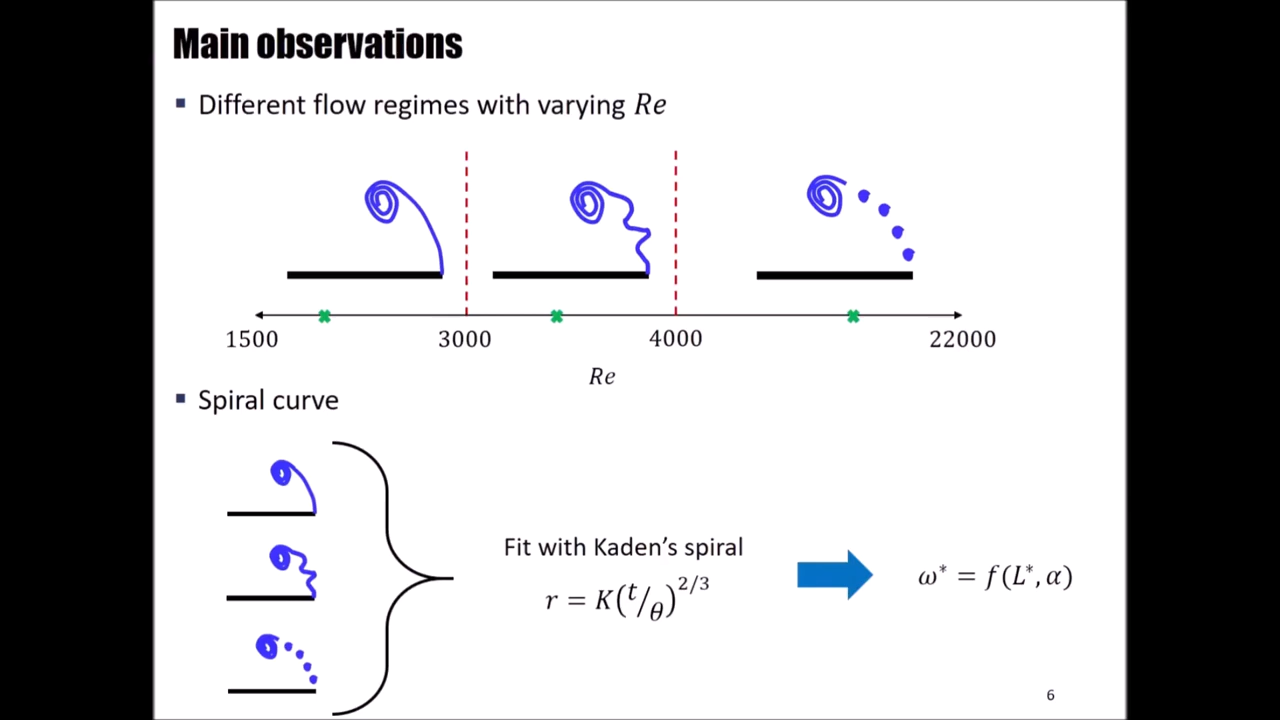 Main observations
▪ Different flow regimes with varying Re
1500 3000 4000 22000
Re
▪ Spiral curve
Fit with Kaden's spiral
r = K(t/θ)^2/3
ω* = f(L*, α)
6